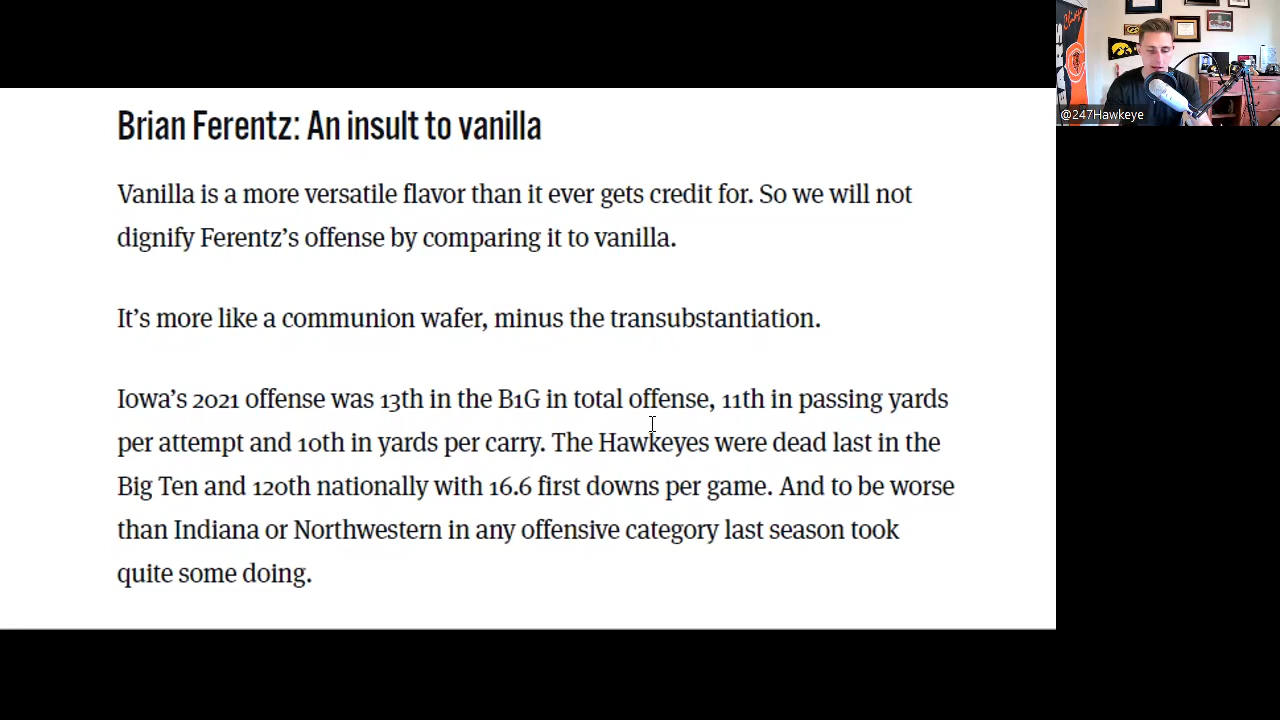 Brian Ferentz: An insult to vanilla
Vanilla is a more versatile flavor than it ever gets credit for. So we will not
dignify Ferentz’s offense by comparing it to vanilla.
It’s more like a communion wafer, minus the transubstantiation.
Iowa’s 2021 offense was 13th in the B1G in total offense, 11th in passing yards
per attempt and 10th in yards per carry. The Hawkeyes were dead last in the
Big Ten and 120th nationally with 16.6 first downs per game. And to be worse
than Indiana or Northwestern in any offensive category last season took
quite some doing.
@247Hawkeye